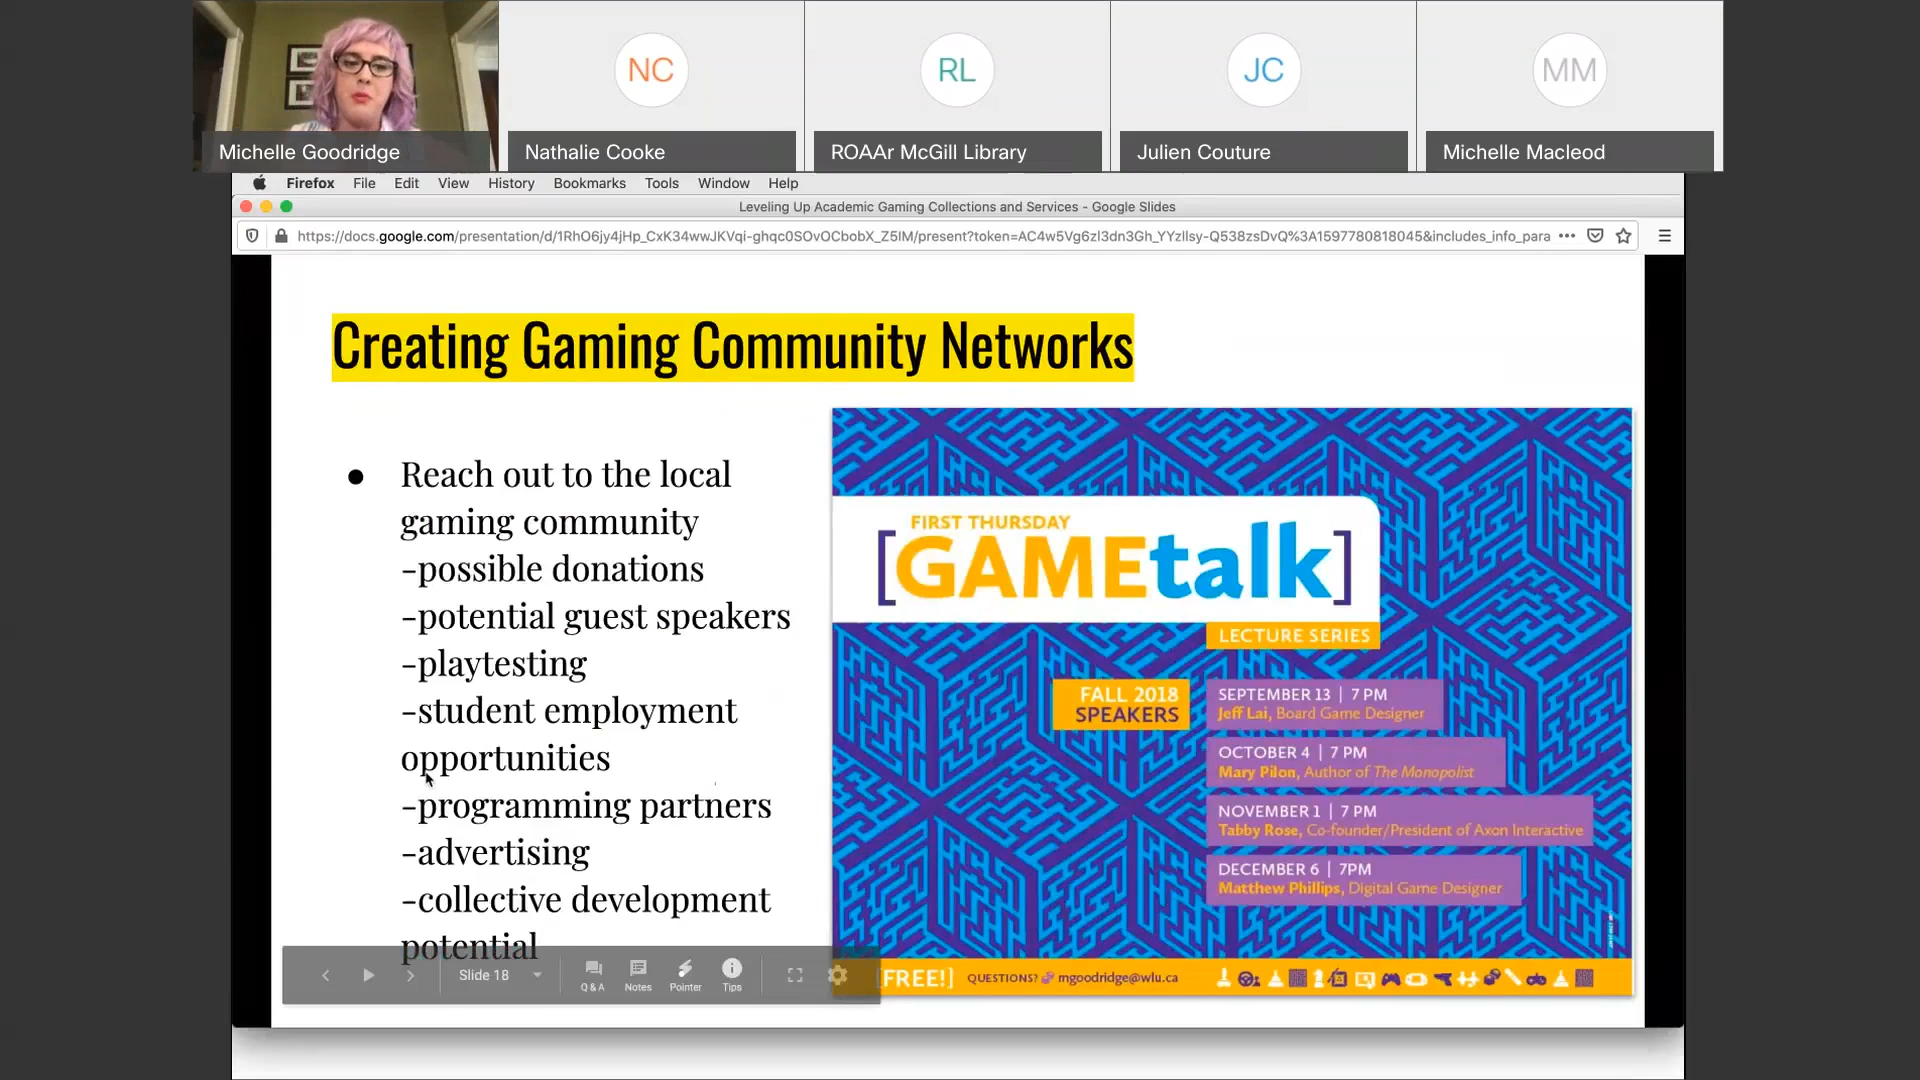 NC
RL
JC
MM
Michelle Goodridge
Nathalie Cooke
ROAAr McGill Library
Julien Couture
Michelle Macleod
Firefox File Edit View History Bookmarks Tools Window Help
Leveling Up Academic Gaming Collections and Services - Google Slides
https://docs.google.com/presentation/d/1RhO6jy4jHp_CxK34wwJKVqi-ghqc0SOvOCbobX_Z5IM/present?token=AC4w5Vg6zl3dn3Gh_YYzllsy-Q538zsDvQ%3A1597780818045&includes_info_para
Creating Gaming Community Networks
● Reach out to the local
gaming community
-possible donations
-potential guest speakers
-playtesting
-student employment
opportunities
-programming partners
-advertising
-collective development
potential
FIRST THURSDAY
[GAMEtalk]
LECTURE SERIES
FALL 2018
SPEAKERS
SEPTEMBER 13 | 7 PM
Jeff Lai, Board Game Designer
OCTOBER 4 | 7 PM
Mary Pilon, Author of The Monopolist
NOVEMBER 1 | 7 PM
Tabby Rose, Co-founder/President of Axon Interactive
DECEMBER 6 | 7PM
Matthew Phillips, Digital Game Designer
[FREE!] QUESTIONS? mgoodridge@wlu.ca
Slide 18
Q & A
Notes
Pointer
Tips